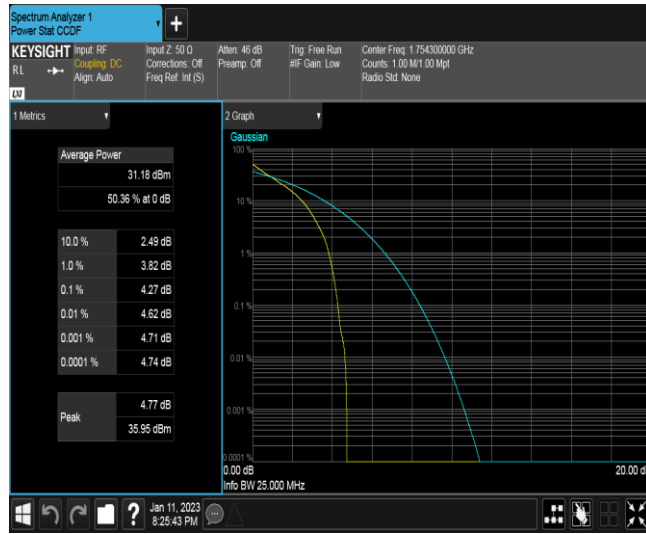 Spectrum Analyzer 1
Power Stat CCDF
+
KEYSIGHT
RL
LXI
Input: RF
Coupling: DC
Align: Auto
Input Z: 50 Ω
Corrections: Off
Freq Ref: Int (S)
Atten: 46 dB
Preamp: Off
Trig: Free Run
#IF Gain: Low
Center Freq: 1.754300000 GHz
Counts: 1.00 M/1.00 Mpt
Radio Std: None
1 Metrics
Average Power
31.18 dBm
50.36 % at 0 dB
10.0 % 2.49 dB
1.0 % 3.82 dB
0.1 % 4.27 dB
0.01 % 4.62 dB
0.001 % 4.71 dB
0.0001 % 4.74 dB
Peak
4.77 dB
35.95 dBm
2 Graph
Gaussian
100 %
10 %
1 %
0.1 %
0.01 %
0.001 %
0.0001 %
0.00 dB
20.00 d
Info BW 25.000 MHz
?
Jan 11, 2023
8:25:43 PM